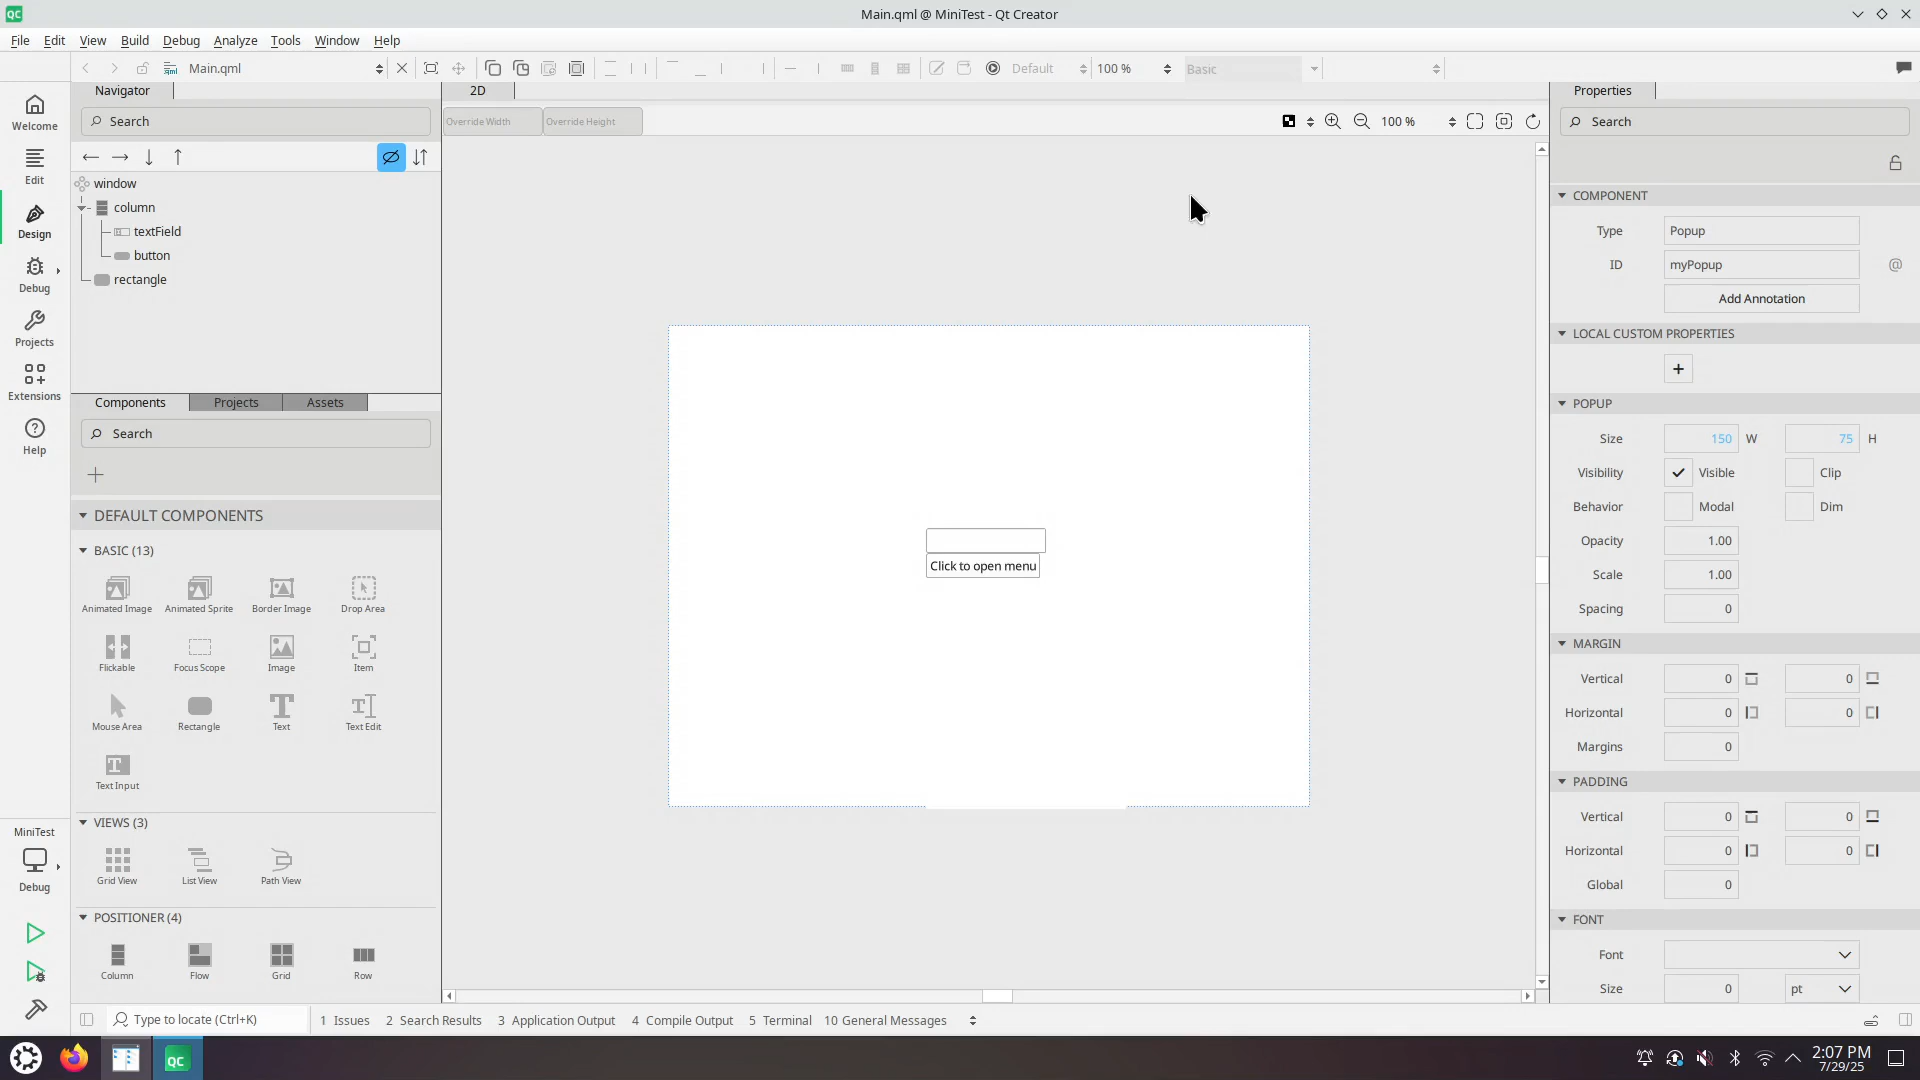 QC
Main.qml @ MiniTest - Qt Creator
File Edit View Build Debug Analyze Tools Window Help
Main.qml Default 100 % Basic
Navigator
2D
Properties
Search
Override Width Override Height
100 %
Search
Welcome
Edit
Design
Debug
Projects
Extensions
Help
window
column
textField
button
rectangle
Components Projects Assets
Search
DEFAULT COMPONENTS
BASIC (13)
Animated Image Animated Sprite Border Image Drop Area
Flickable Focus Scope Image Item
Mouse Area Rectangle Text Text Edit
Text Input
VIEWS (3)
Grid View List View Path View
POSITIONER (4)
Column Flow Grid Row
Click to open menu
COMPONENT
Type Popup
ID myPopup @
Add Annotation
LOCAL CUSTOM PROPERTIES
+
POPUP
Size 150 W 75 H
Visibility Visible Clip
Behavior Modal Dim
Opacity 1.00
Scale 1.00
Spacing 0
MARGIN
Vertical 0 0
Horizontal 0 0
Margins 0
PADDING
Vertical 0 0
Horizontal 0 0
Global 0
FONT
Font
Size 0 pt
MiniTest
Debug
Type to locate (Ctrl+K) 1 Issues 2 Search Results 3 Application Output 4 Compile Output 5 Terminal 10 General Messages
QC
2:07 PM
7/29/25